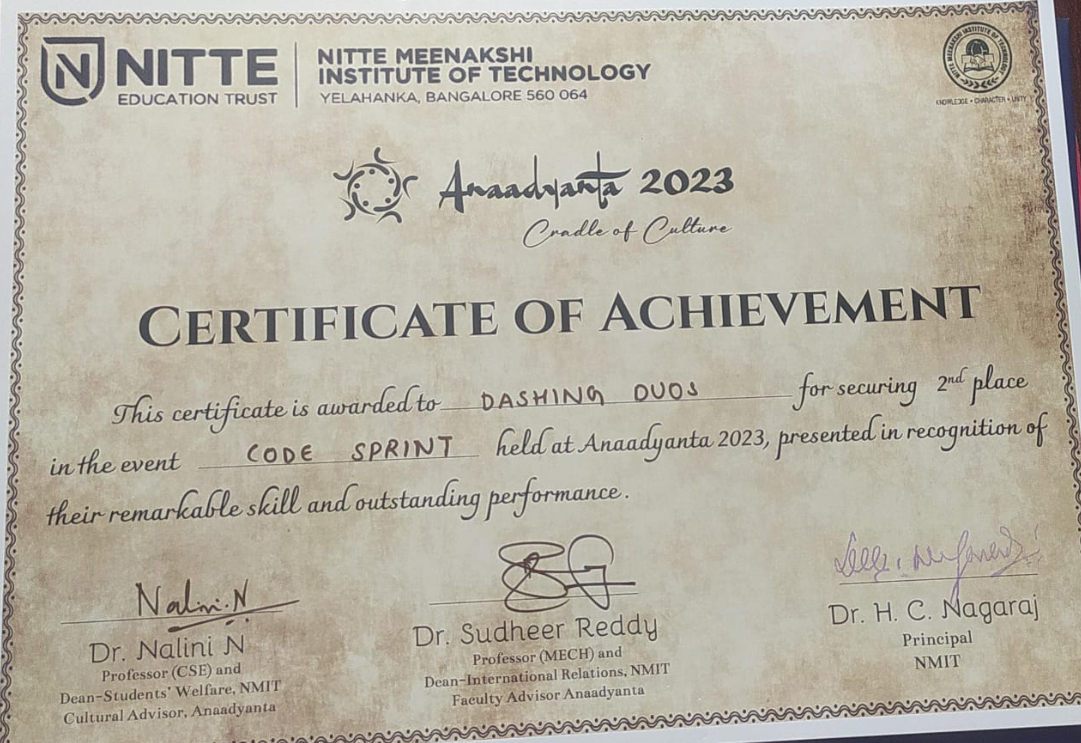 NITTE
EDUCATION TRUST
NITTE MEENAKSHI
INSTITUTE OF TECHNOLOGY
YELAHANKA, BANGALORE 560 064
NITTE MEENAKSHI INSTITUTE OF TECHNOLOGY
KNOWLEDGE • CHARACTER • UNITY
Anaadyanta 2023
Cradle of Culture
CERTIFICATE OF ACHIEVEMENT
This certificate is awarded to DASHING DUOS for securing 2nd place
in the event CODE SPRINT held at Anaadyanta 2023, presented in recognition of
their remarkable skill and outstanding performance.
Nalini.N
Dr. Nalini N
Professor (CSE) and
Dean-Students' Welfare, NMIT
Cultural Advisor, Anaadyanta
Dr. Sudheer Reddy
Professor (MECH) and
Dean-International Relations, NMIT
Faculty Advisor Anaadyanta
Dr. H. C. Nagaraj
Principal
NMIT